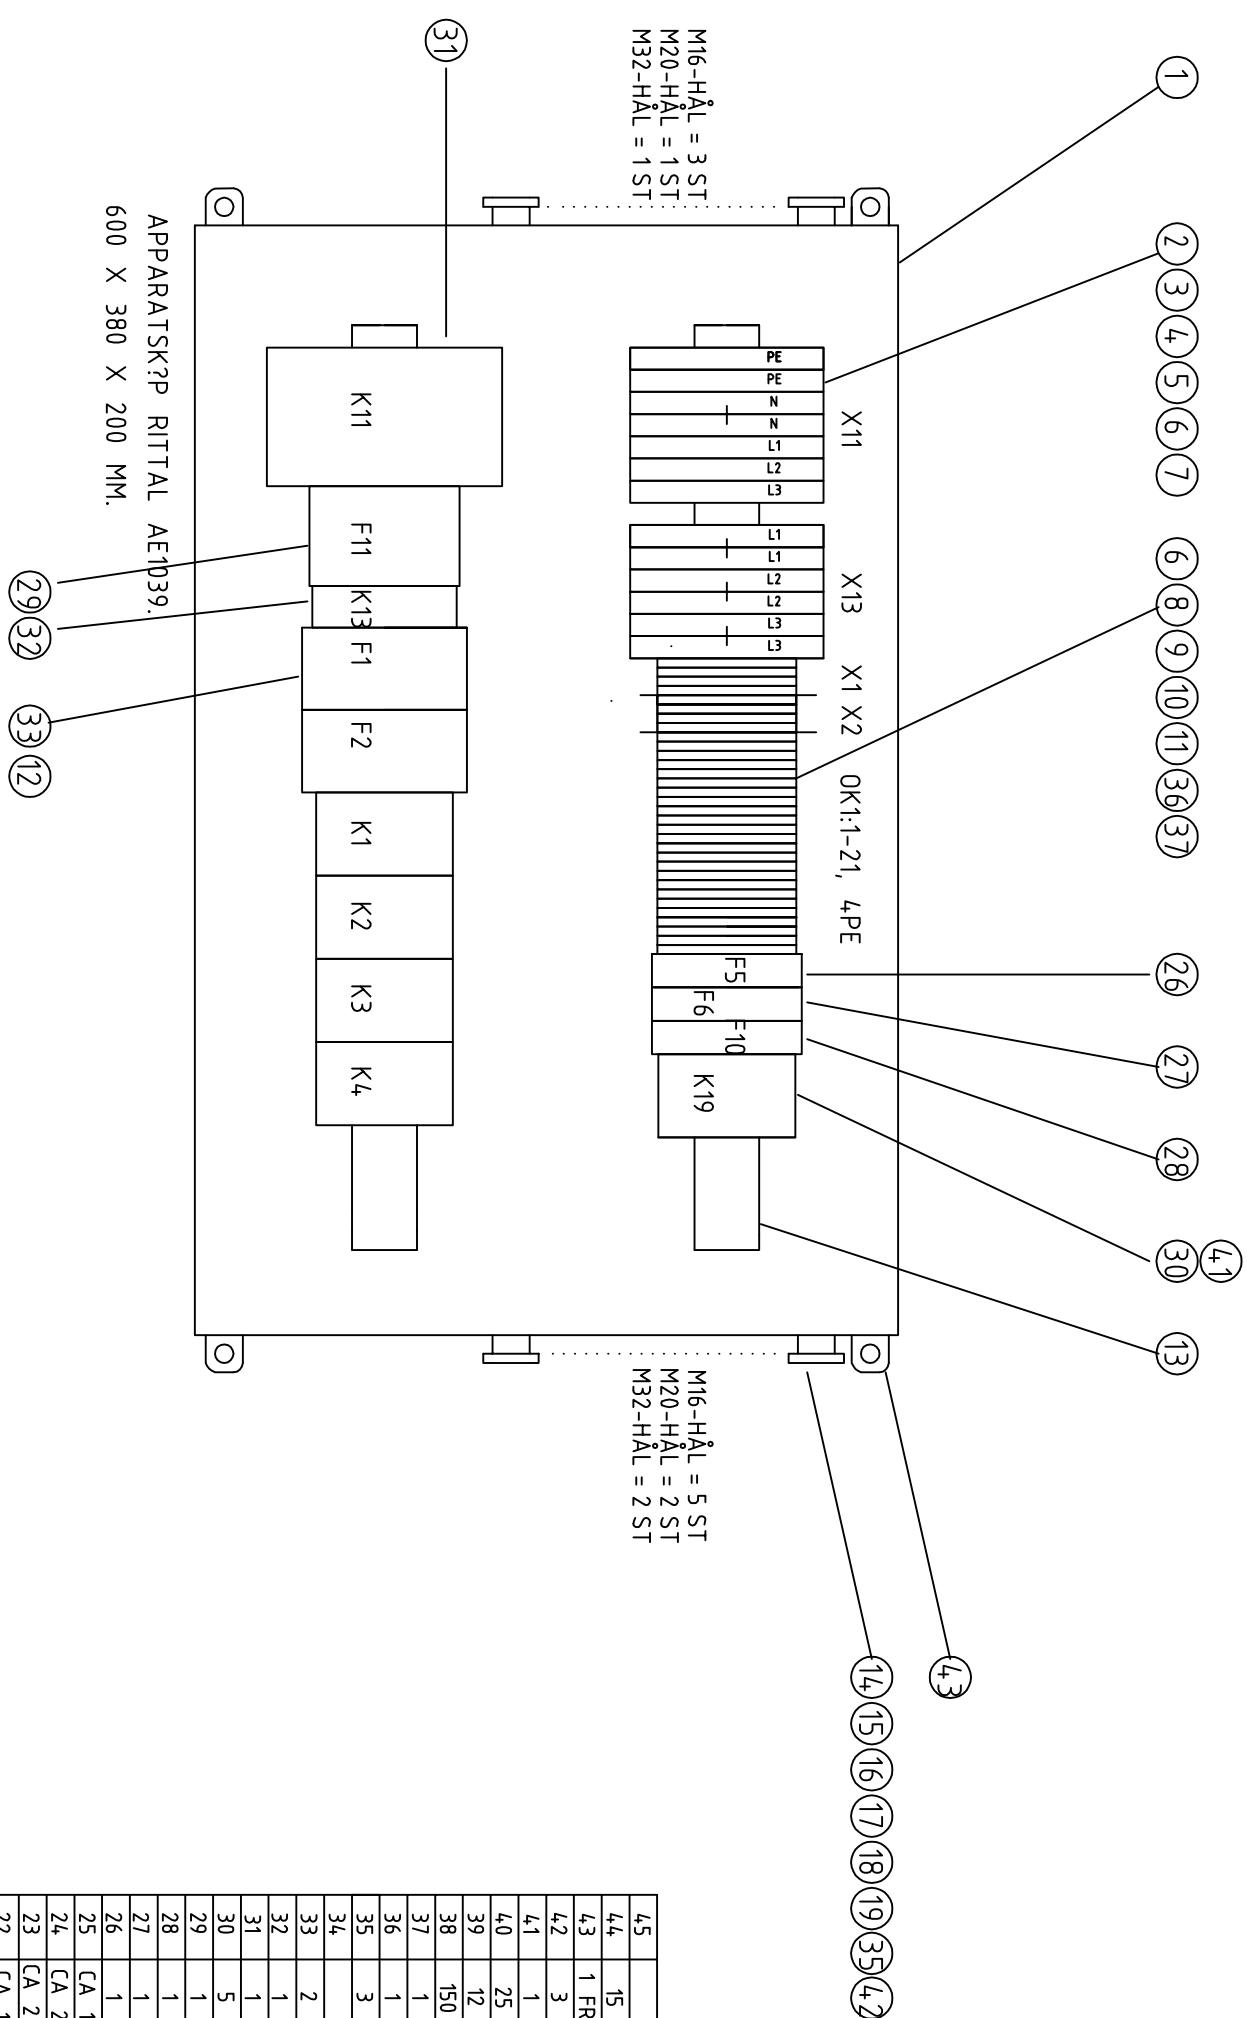 1
2 3 4 5 6 7
6 8 9 10 11 36 37
26
27
28
30 41
13
31
M16-HÅL = 3 ST
M20-HÅL = 1 ST
M32-HÅL = 1 ST
X11
X13
X1 X2
OK1:1-21, 4PE
PE
PE
N
N
L1
L2
L3
L1
L1
L2
L2
L3
L3
F5
F6
F10
K19
M16-HÅL = 5 ST
M20-HÅL = 2 ST
M32-HÅL = 2 ST
43
14 15 16 17 18 19 35 42
K11
F11
K13
F1
F2
K1
K2
K3
K4
APPARATSK?P RITTAL AE1039.
600 X 380 X 200 MM.
29 32
33 12
45
44 15
43 1 FR
42 3
41 1
40 25
39 12
38 150
37 1
36 1
35 3
34
33 2
32 1
31 1
30 5
29 1
28 1
27 1
26 1
25 CA 1
24 CA 2
23 CA 2
22 CA 1